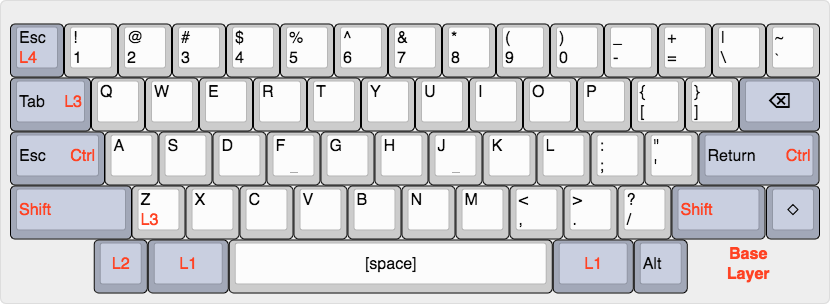 Esc ! @ # $ % ^ & * ( ) _ + | ~
L4 1 2 3 4 5 6 7 8 9 0 - = \ `
Tab L3 Q W E R T Y U I O P { } ⌫
[ ]
Esc Ctrl A S D F G H J K L : " Return Ctrl
_ _ ; '
Shift Z X C V B N M < > ? Shift ◇
L3 , . /
L2 L1 [space] L1 Alt Base
Layer